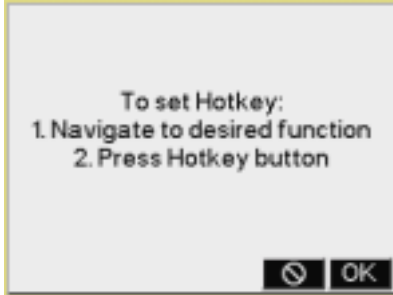 To set Hotkey:
1. Navigate to desired function
2. Press Hotkey button
OK